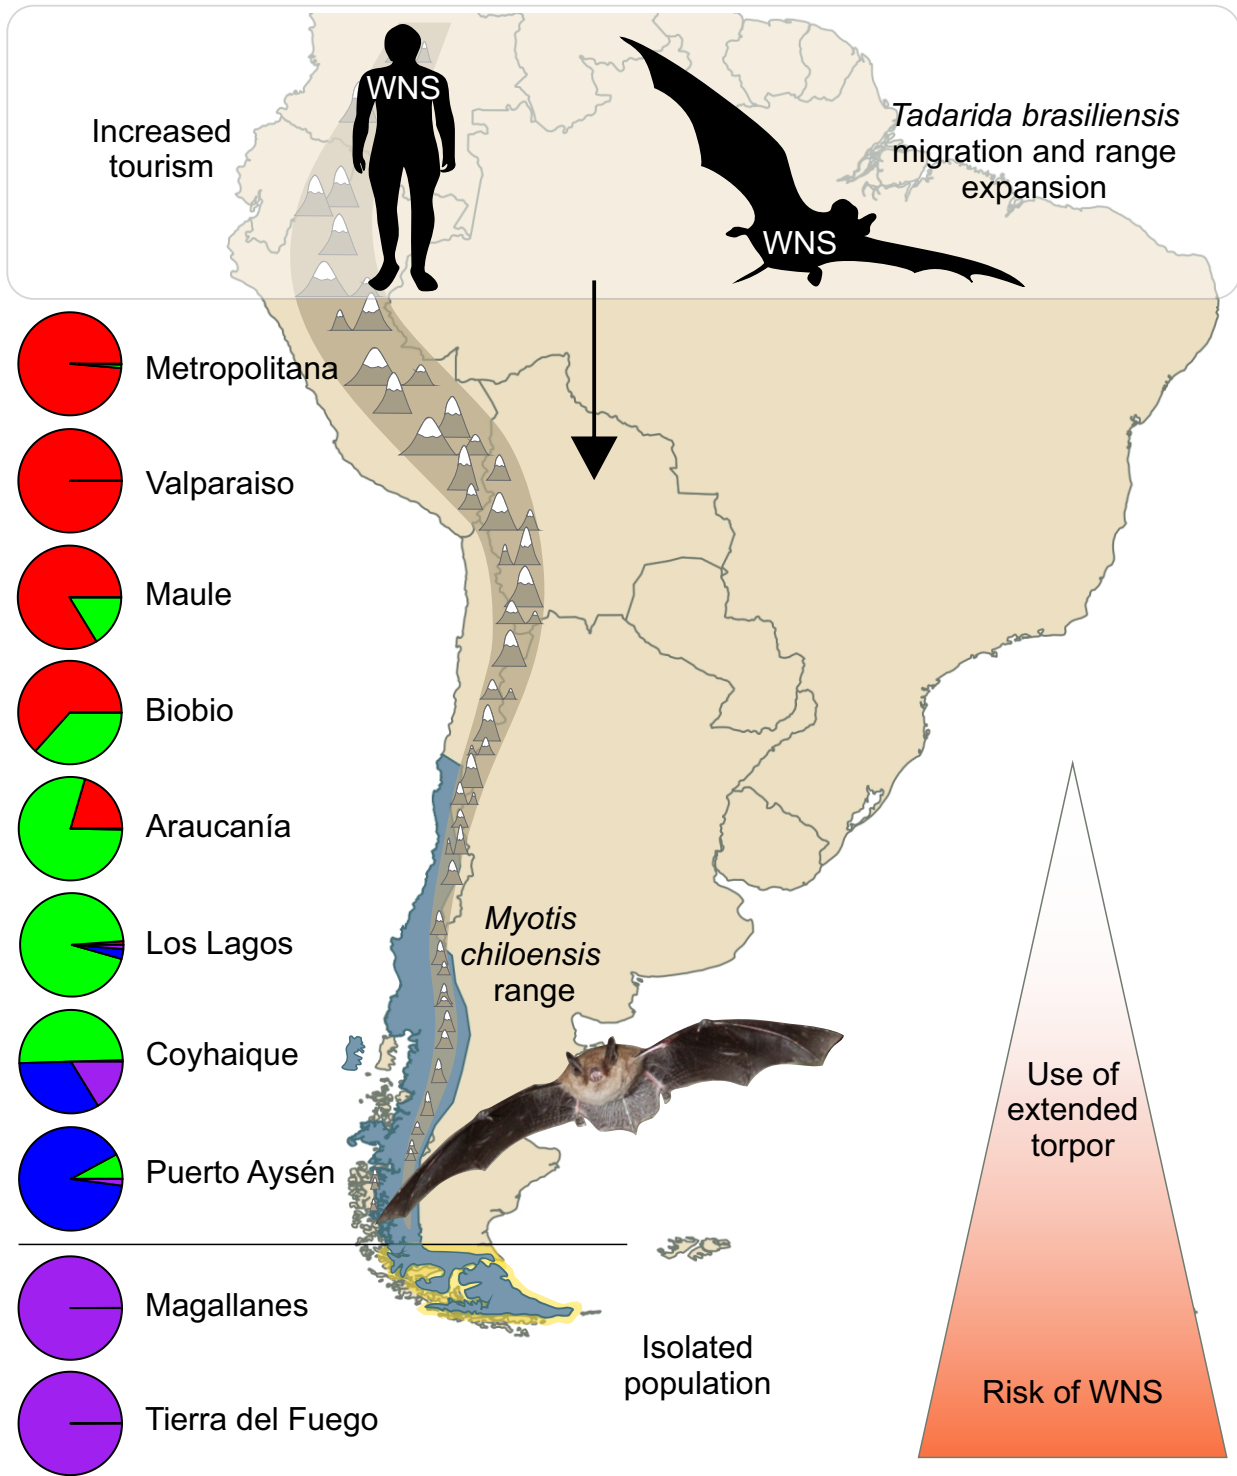 WNS
Increased
tourism
Tadarida brasiliensis
migration and range
expansion
WNS
Metropolitana
Valparaiso
Maule
Biobio
Araucanía
Los Lagos
Coyhaique
Puerto Aysén
Magallanes
Tierra del Fuego
Myotis
chiloensis
range
Isolated
population
Use of
extended
torpor
Risk of WNS